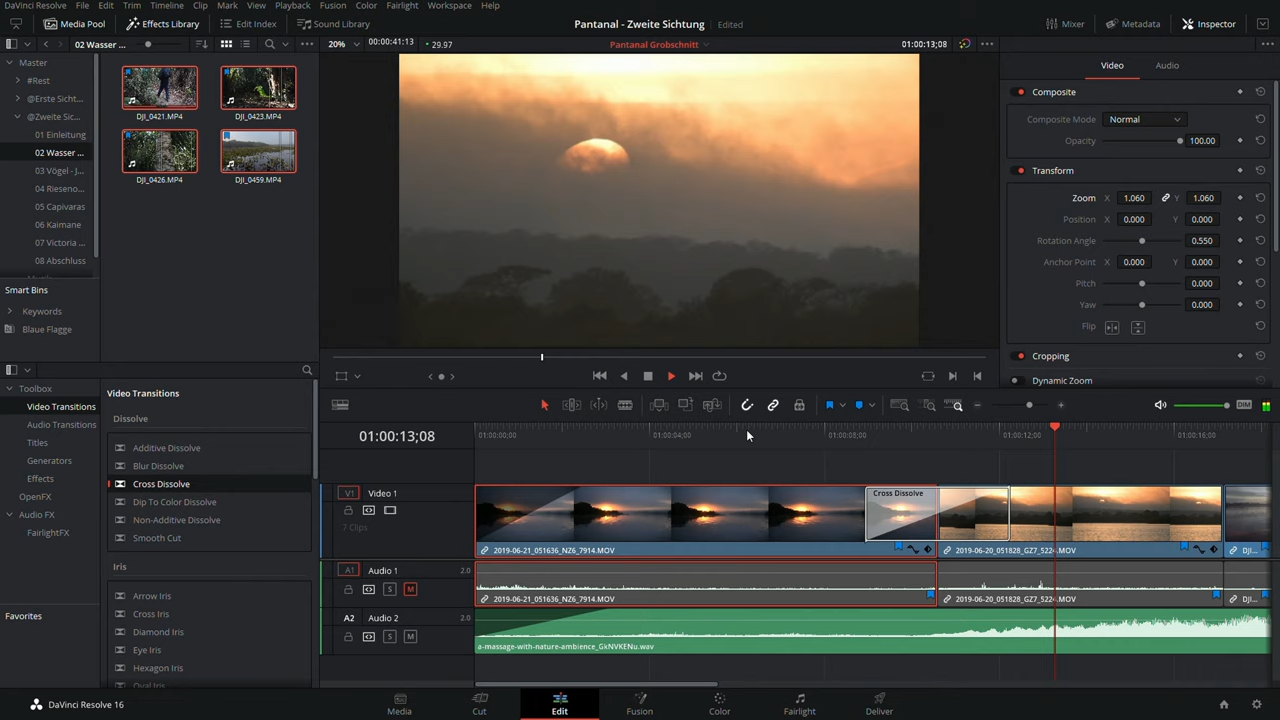 DaVinci Resolve File Edit Trim Timeline Clip Mark View Playback Fusion Color Fairlight Workspace Help
Media Pool Effects Library Edit Index Sound Library Pantanal - Zweite Sichtung Edited Mixer Metadata Inspector
02 Wasser ... 20% 00:00:41:13 29.97 Pantanal Grobschnitt 01:00:13;08
Master
#Rest
@Erste Sicht...
@Zweite Sic...
01 Einleitung
02 Wasser ...
03 Vögel - J...
04 Rieseno...
05 Capivaras
06 Kaimane
07 Victoria ...
08 Abschluss
Smart Bins
Keywords
Blaue Flagge
DJI_0421.MP4 DJI_0423.MP4
DJI_0426.MP4 DJI_0459.MP4
Video Audio
Composite
Composite Mode Normal
Opacity 100.00
Transform
Zoom X 1.060 Y 1.060
Position X 0.000 Y 0.000
Rotation Angle 0.550
Anchor Point X 0.000 Y 0.000
Pitch 0.000
Yaw 0.000
Flip
Cropping
Dynamic Zoom
Toolbox
Video Transitions
Audio Transitions
Titles
Generators
Effects
OpenFX
Audio FX
FairlightFX
Favorites
Video Transitions
Dissolve
Additive Dissolve
Blur Dissolve
Cross Dissolve
Dip To Color Dissolve
Non-Additive Dissolve
Smooth Cut
Iris
Arrow Iris
Cross Iris
Diamond Iris
Eye Iris
Hexagon Iris
Oval Iris
DIM
01:00:13;08 01:00:00;00 01:00:04;00 01:00:08;00 01:00:12;00 01:00:16;00
V1 Video 1
7 Clips
Cross Dissolve
2019-06-21_051636_NZ6_7914.MOV 2019-06-20_051828_GZ7_5224.MOV DJI...
A1 Audio 1 2.0
S M
2019-06-21_051636_NZ6_7914.MOV 2019-06-20_051828_GZ7_5224.MOV DJI...
A2 Audio 2 2.0
S M
a-massage-with-nature-ambience_GkNVKENu.wav
DaVinci Resolve 16 Media Cut Edit Fusion Color Fairlight Deliver